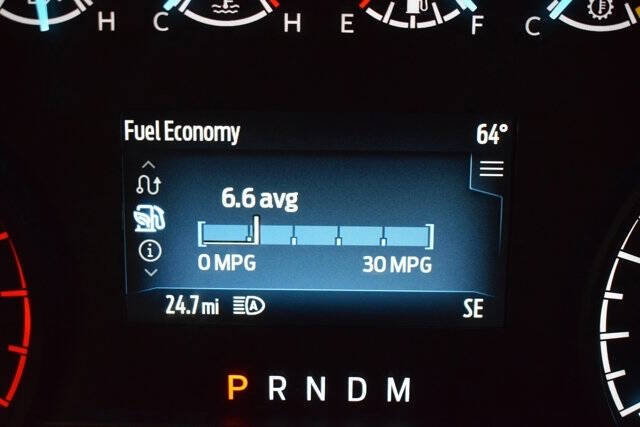 H C H E F C
Fuel Economy 64°
6.6 avg
0 MPG 30 MPG
24.7 mi A SE
P R N D M